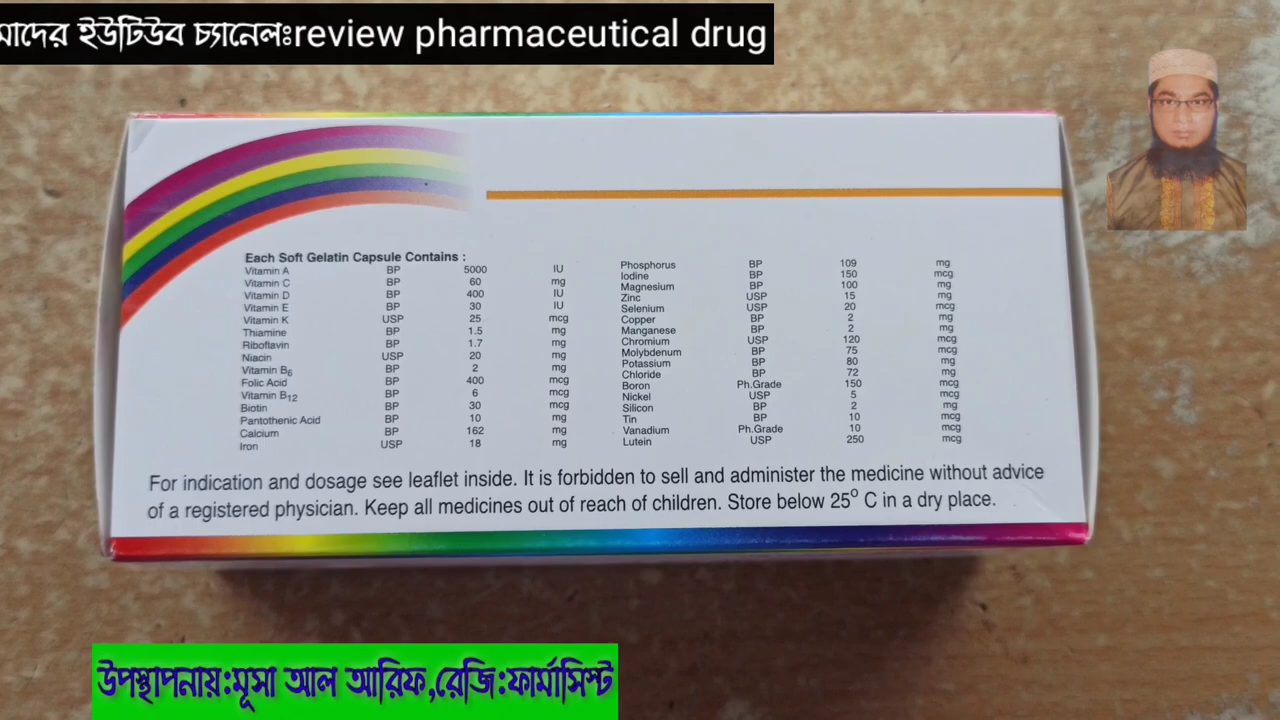 মাদের ইউটিউব চ্যানেলঃreview pharmaceutical drug
Each Soft Gelatin Capsule Contains :
Vitamin A BP 5000 IU
Vitamin C BP 60 mg
Vitamin D BP 400 IU
Vitamin E BP 30 IU
Vitamin K USP 25 mcg
Thiamine BP 1.5 mg
Riboflavin BP 1.7 mg
Niacin USP 20 mg
Vitamin B6 BP 2 mg
Folic Acid BP 400 mcg
Vitamin B12 BP 6 mcg
Biotin BP 30 mcg
Pantothenic Acid BP 10 mg
Calcium BP 162 mg
Iron USP 18 mg
Phosphorus BP 109 mg
Iodine BP 150 mcg
Magnesium BP 100 mg
Zinc USP 15 mg
Selenium USP 20 mcg
Copper BP 2 mg
Manganese BP 2 mg
Chromium USP 120 mcg
Molybdenum BP 75 mcg
Potassium BP 80 mg
Chloride BP 72 mg
Boron Ph.Grade 150 mcg
Nickel USP 5 mcg
Silicon BP 2 mg
Tin BP 10 mcg
Vanadium Ph.Grade 10 mcg
Lutein USP 250 mcg
For indication and dosage see leaflet inside. It is forbidden to sell and administer the medicine without advice
of a registered physician. Keep all medicines out of reach of children. Store below 25° C in a dry place.
উপস্থাপনায়:মূসা আল আরিফ,রেজি:ফার্মাসিস্ট